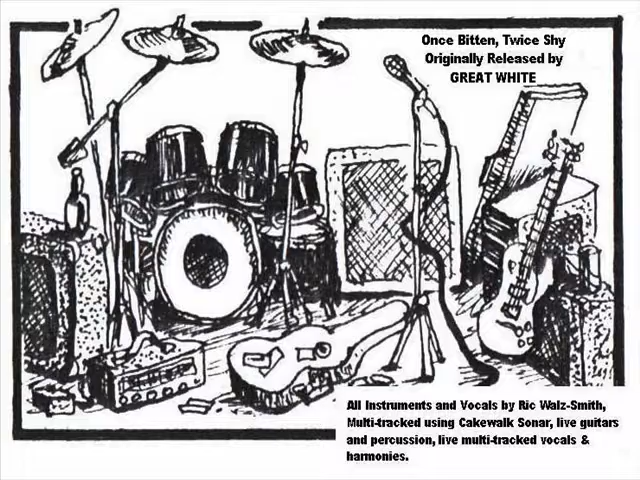 Once Bitten, Twice Shy
Originally Released by
GREAT WHITE
All Instruments and Vocals by Ric Walz-Smith,
Multi-tracked using Cakewalk Sonar, live guitars
and percussion, live multi-tracked vocals &
harmonies.